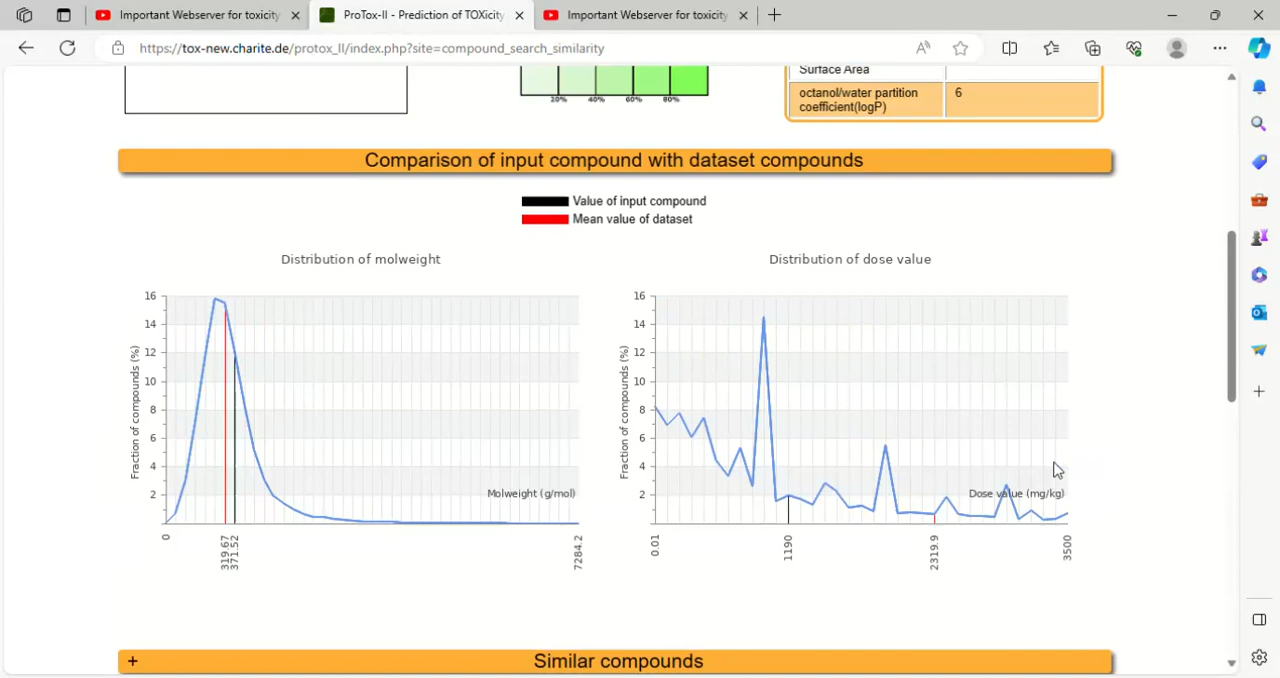 Important Webserver for toxicity
ProTox-II - Prediction of TOXicity
Important Webserver for toxicity
https://tox-new.charite.de/protox_II/index.php?site=compound_search_similarity
Surface Area
20% 40% 60% 80%
octanol/water partition
coefficient(logP)
6
Comparison of input compound with dataset compounds
Value of input compound
Mean value of dataset
Distribution of molweight
Fraction of compounds (%)
16
14
12
10
8
6
4
2
Molweight (g/mol)
0
319.67
371.52
7284.2
Distribution of dose value
Fraction of compounds (%)
16
14
12
10
8
6
4
2
Dose value (mg/kg)
0.01
1190
2319.9
3500
+ Similar compounds